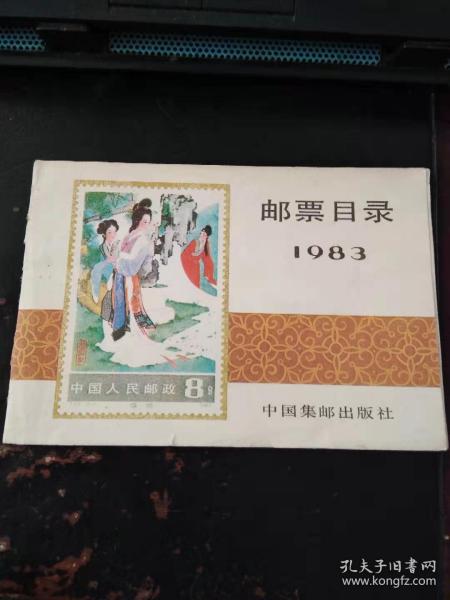 邮票目录
1983
中国人民邮政 8分
中国集邮出版社
孔夫子旧书网
www.kongfz.com